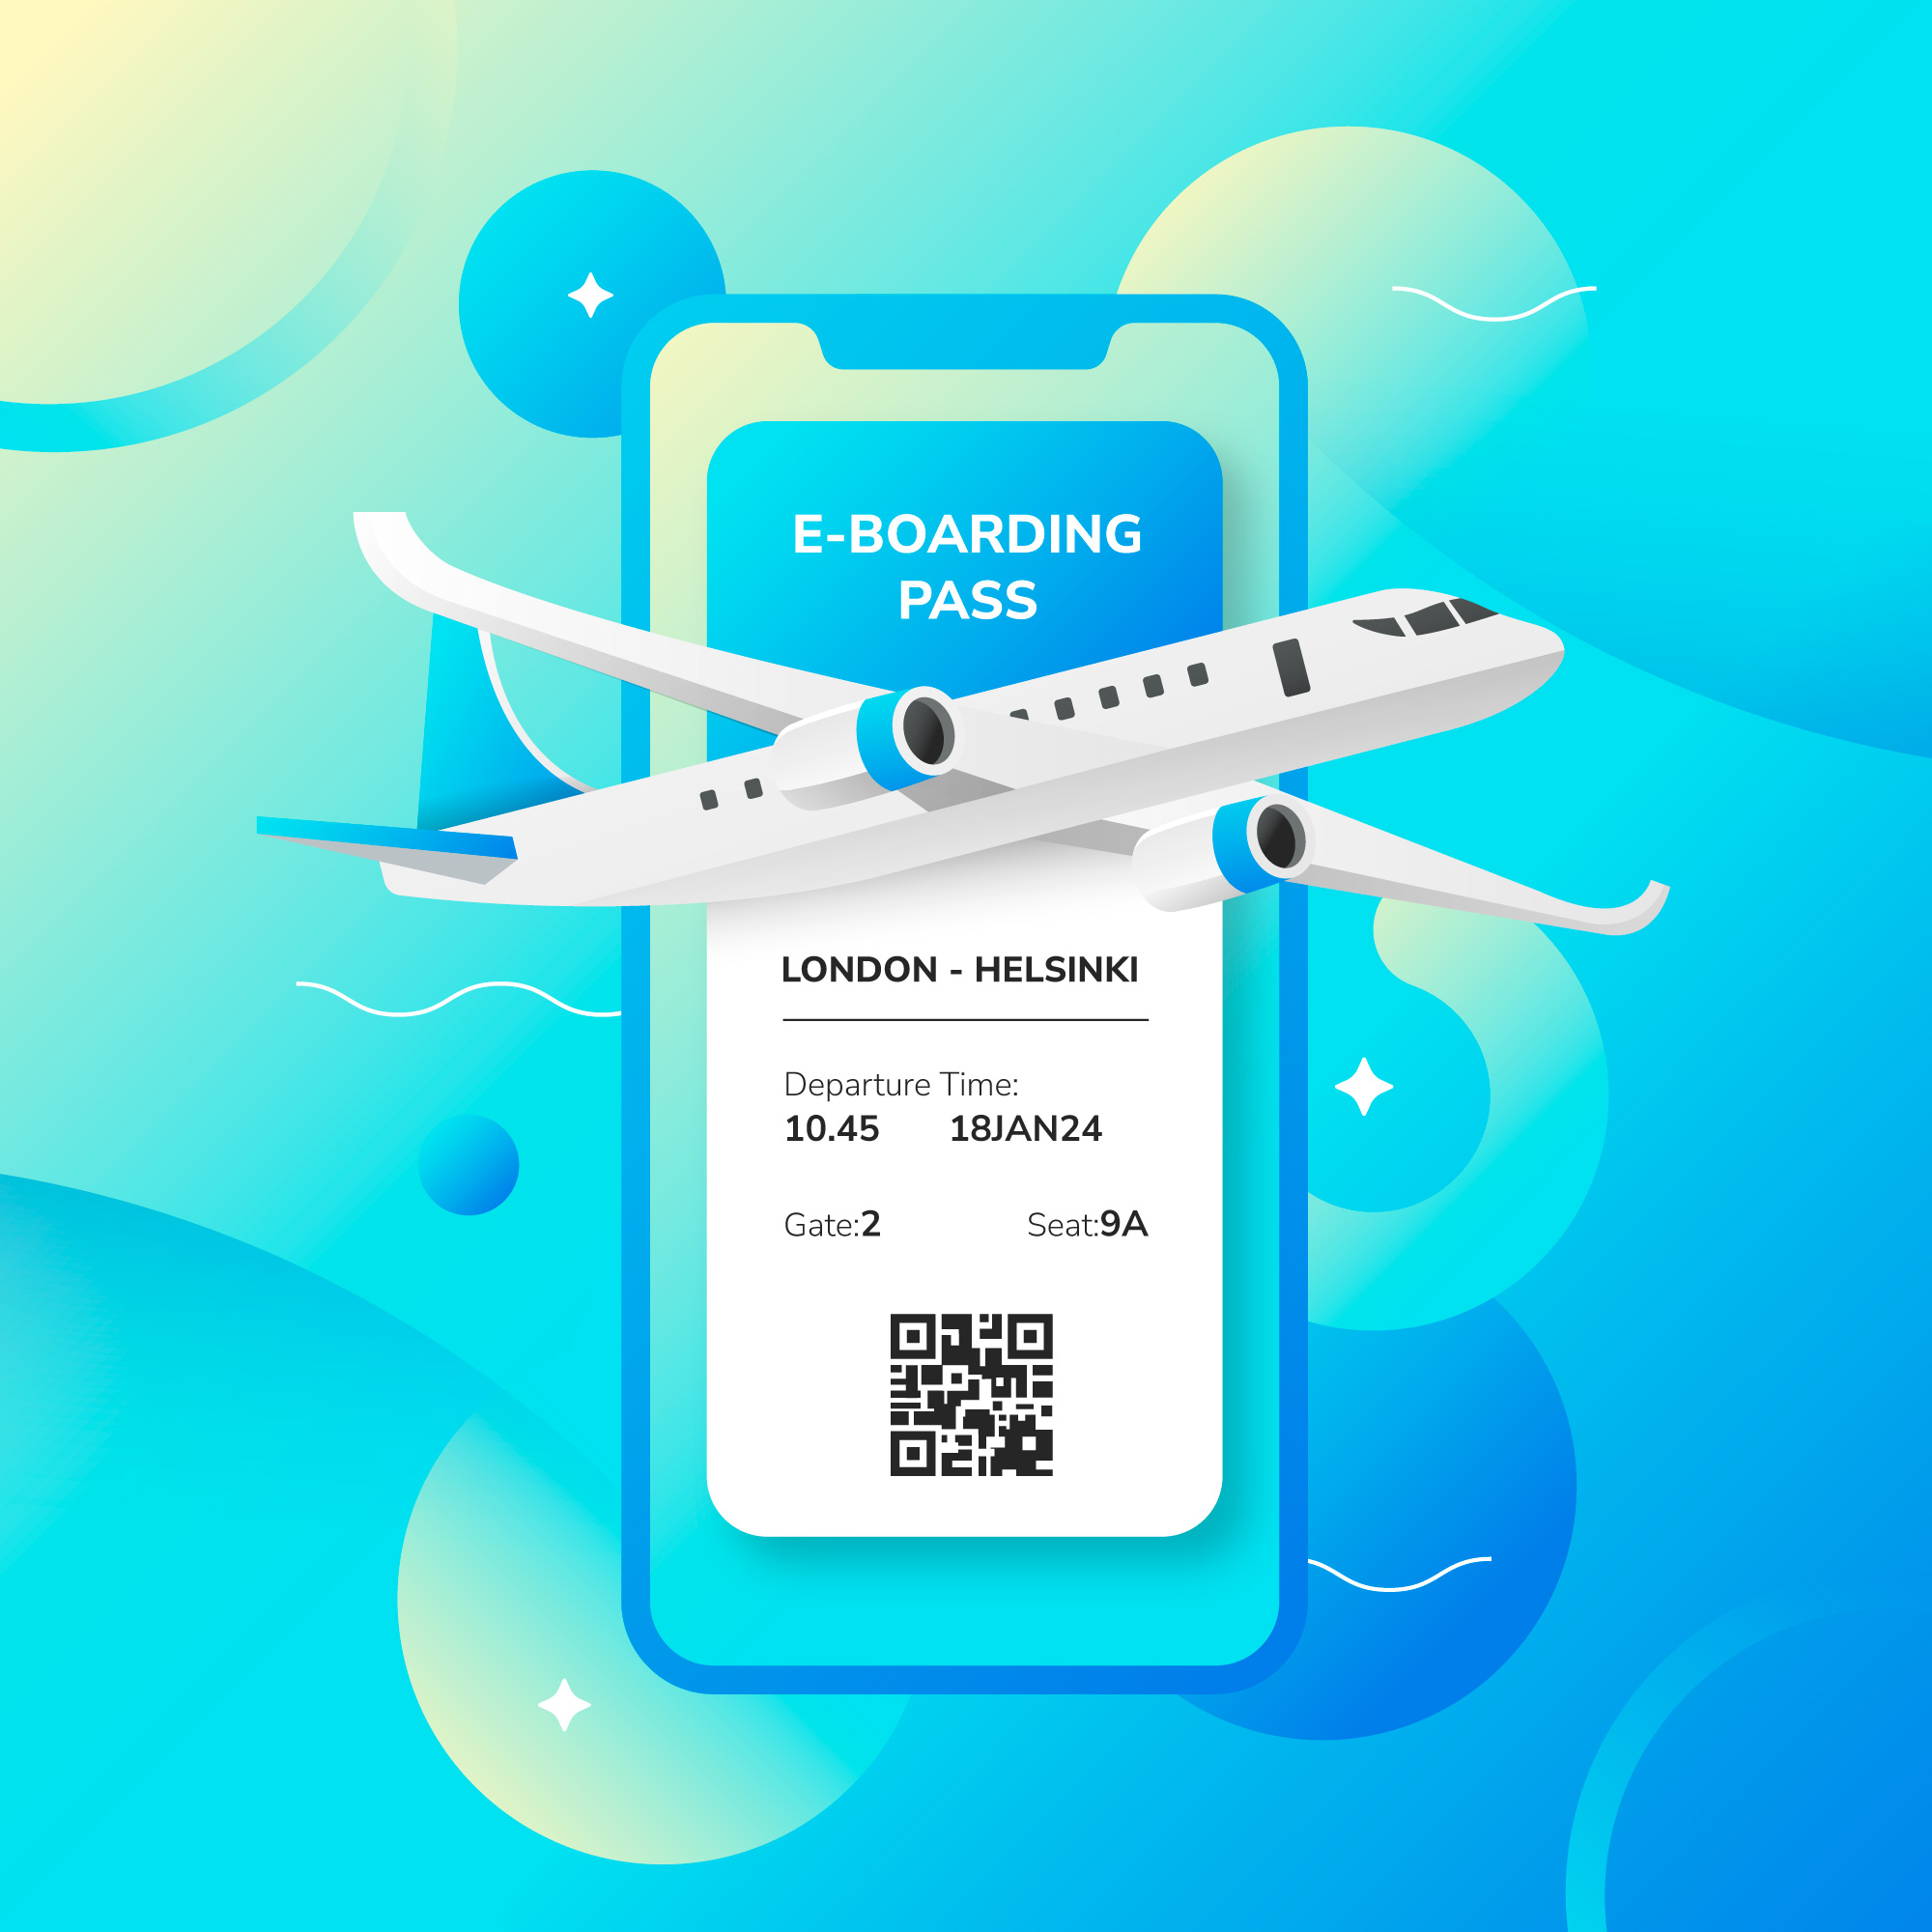 E-BOARDING
PASS
LONDON - HELSINKI
Departure Time:
10.45 18JAN24
Gate:2 Seat:9A